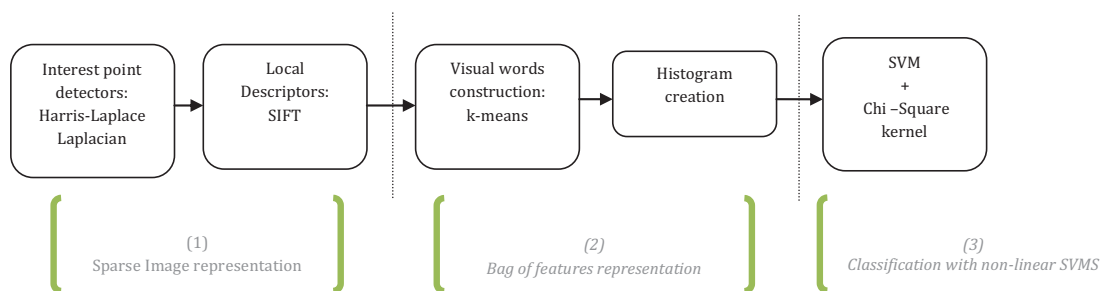 Interest point
detectors:
Harris-Laplace
Laplacian
Local
Descriptors:
SIFT
Visual words
construction:
k-means
Histogram
creation
SVM
+
Chi –Square
kernel
(1)
Sparse Image representation
(2)
Bag of features representation
(3)
Classification with non-linear SVMS